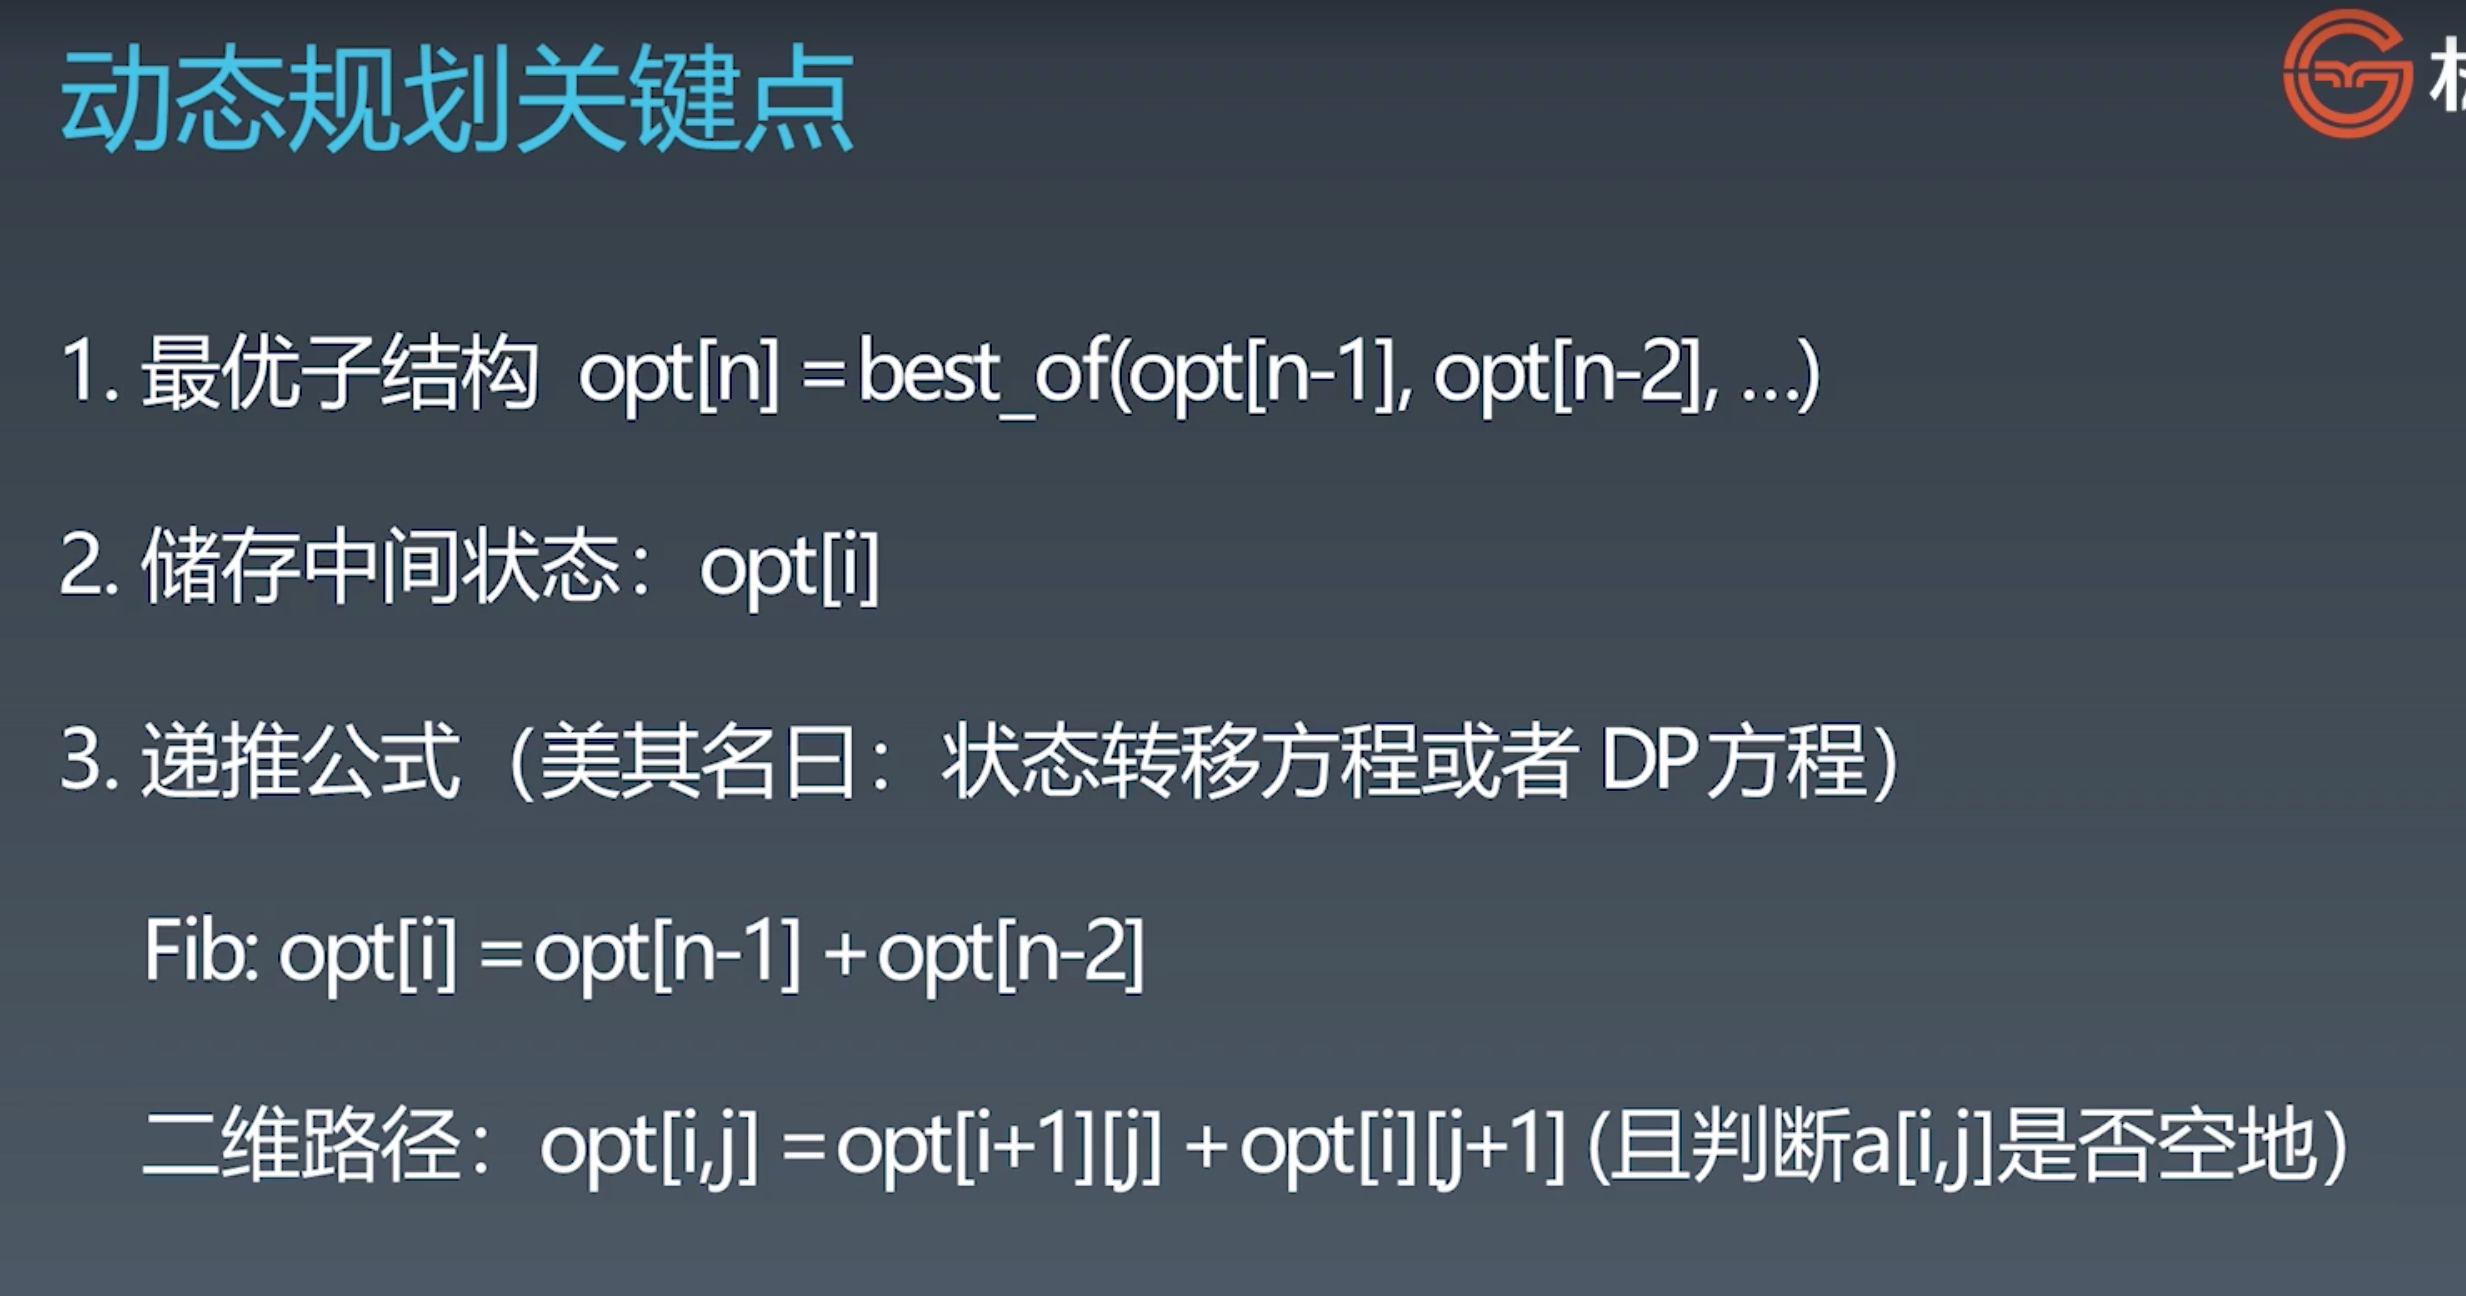 动态规划关键点
1. 最优子结构 opt[n] = best_of(opt[n-1], opt[n-2], …)
2. 储存中间状态：opt[i]
3. 递推公式（美其名曰：状态转移方程或者 DP方程）
Fib: opt[i] = opt[n-1] + opt[n-2]
二维路径：opt[i,j] = opt[i+1][j] + opt[i][j+1] (且判断a[i,j]是否空地）